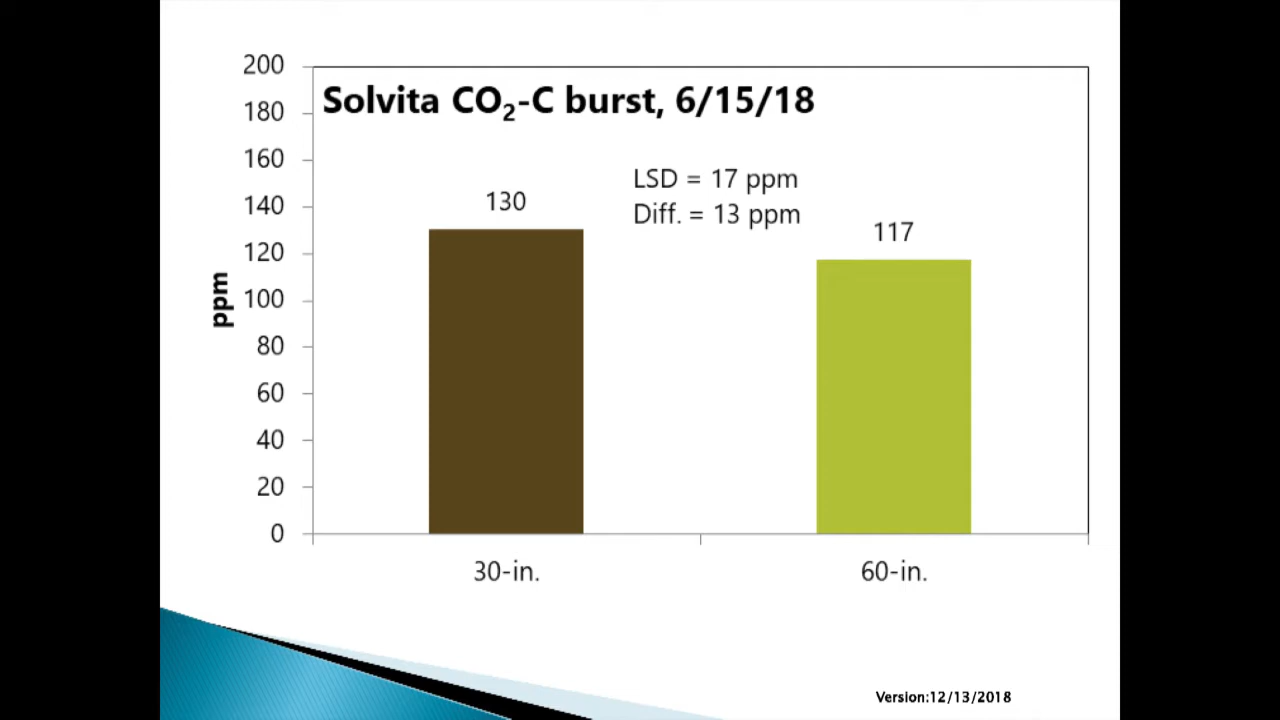 200
Solvita CO₂-C burst, 6/15/18
180
160
LSD = 17 ppm
130
140
Diff. = 13 ppm
117
120
ppm
100
80
60
40
20
0
30-in.
60-in.
Version:12/13/2018